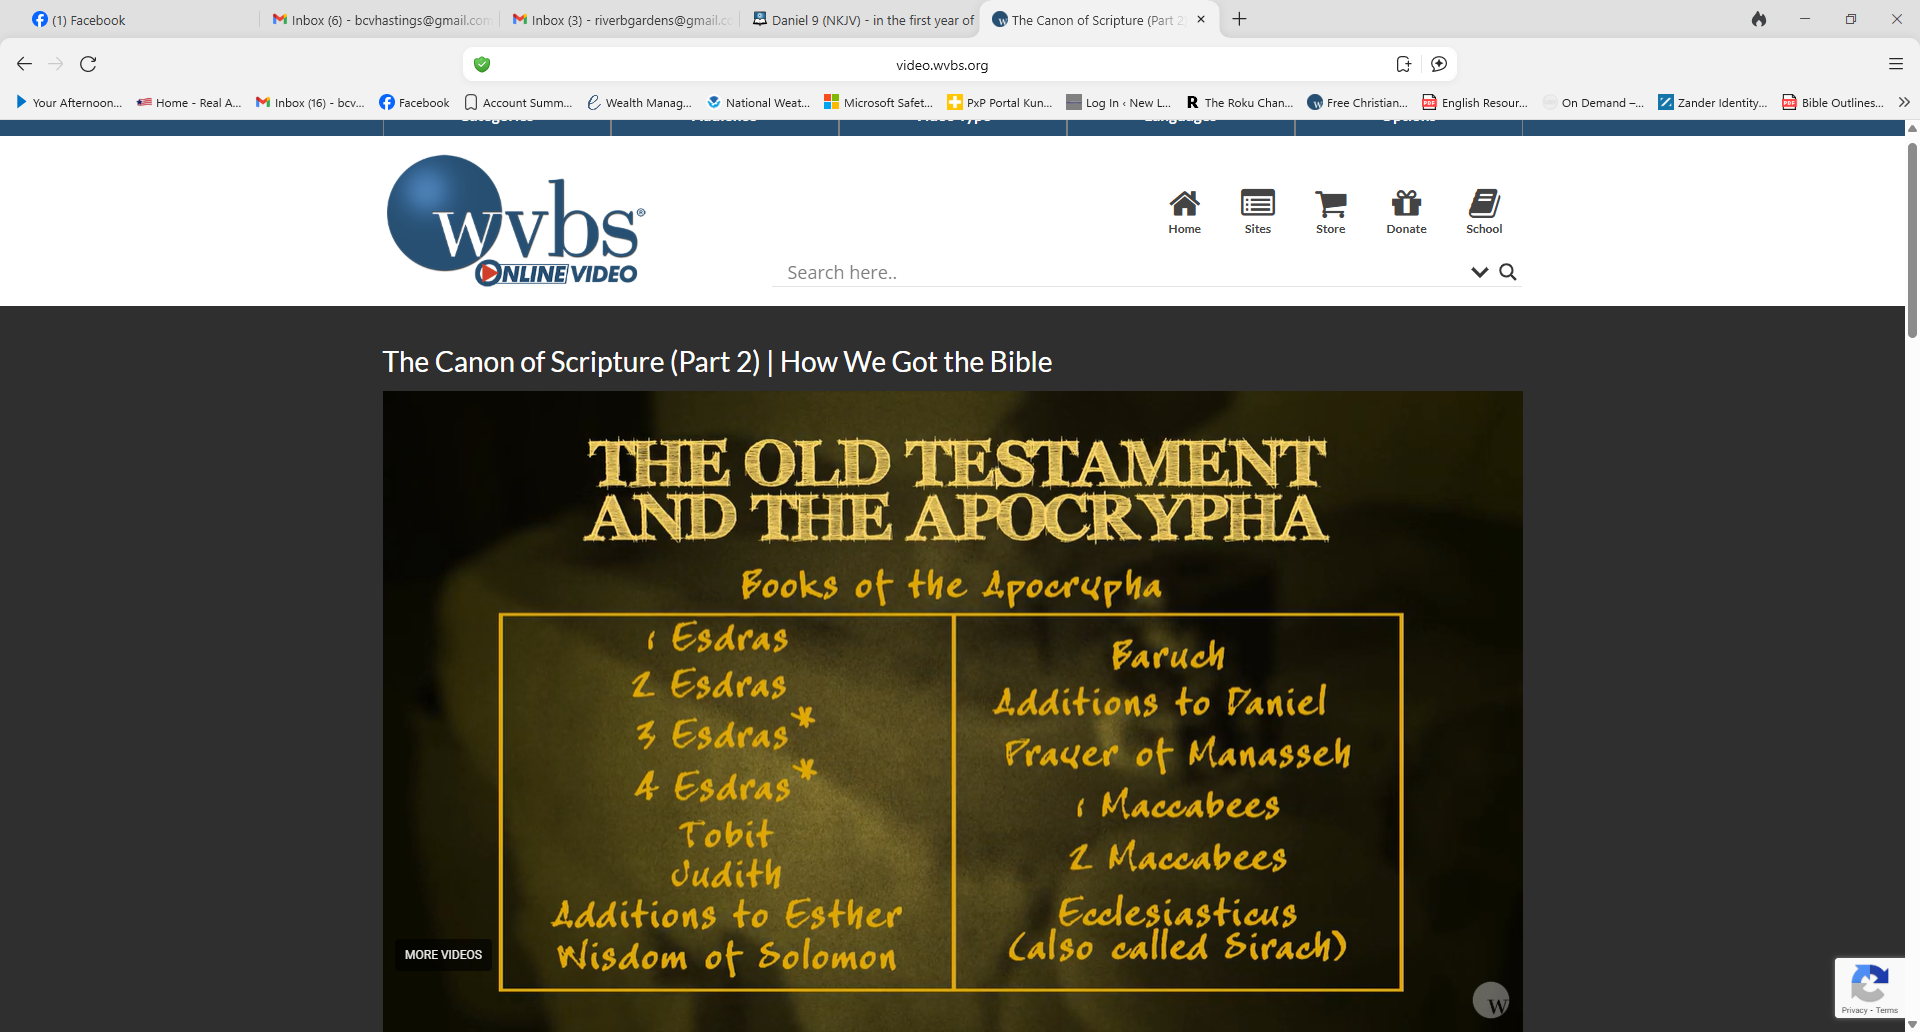 (1) Facebook
Inbox (6) - bcvhastings@gmail.com
Inbox (3) - riverbgardens@gmail.co
Daniel 9 (NKJV) - in the first year of
The Canon of Scripture (Part 2)
video.wvbs.org
Your Afternoon...
Home - Real A...
Inbox (16) - bcv...
Facebook
Account Summ...
Wealth Manag...
National Weat...
Microsoft Safet...
PxP Portal Kun...
Log In ‹ New L...
The Roku Chan...
Free Christian...
English Resour...
On Demand –...
Zander Identity...
Bible Outlines...
wvbs®
ONLINE VIDEO
Home
Sites
Store
Donate
School
Search here..
The Canon of Scripture (Part 2) | How We Got the Bible
THE OLD TESTAMENT
AND THE APOCRYPHA
Books of the Apocrypha
1 Esdras
2 Esdras
3 Esdras*
4 Esdras*
Tobit
Judith
Additions to Esther
Wisdom of Solomon
Baruch
Additions to Daniel
Prayer of Manasseh
1 Maccabees
2 Maccabees
Ecclesiasticus
(also called Sirach)
MORE VIDEOS
W
Privacy - Terms